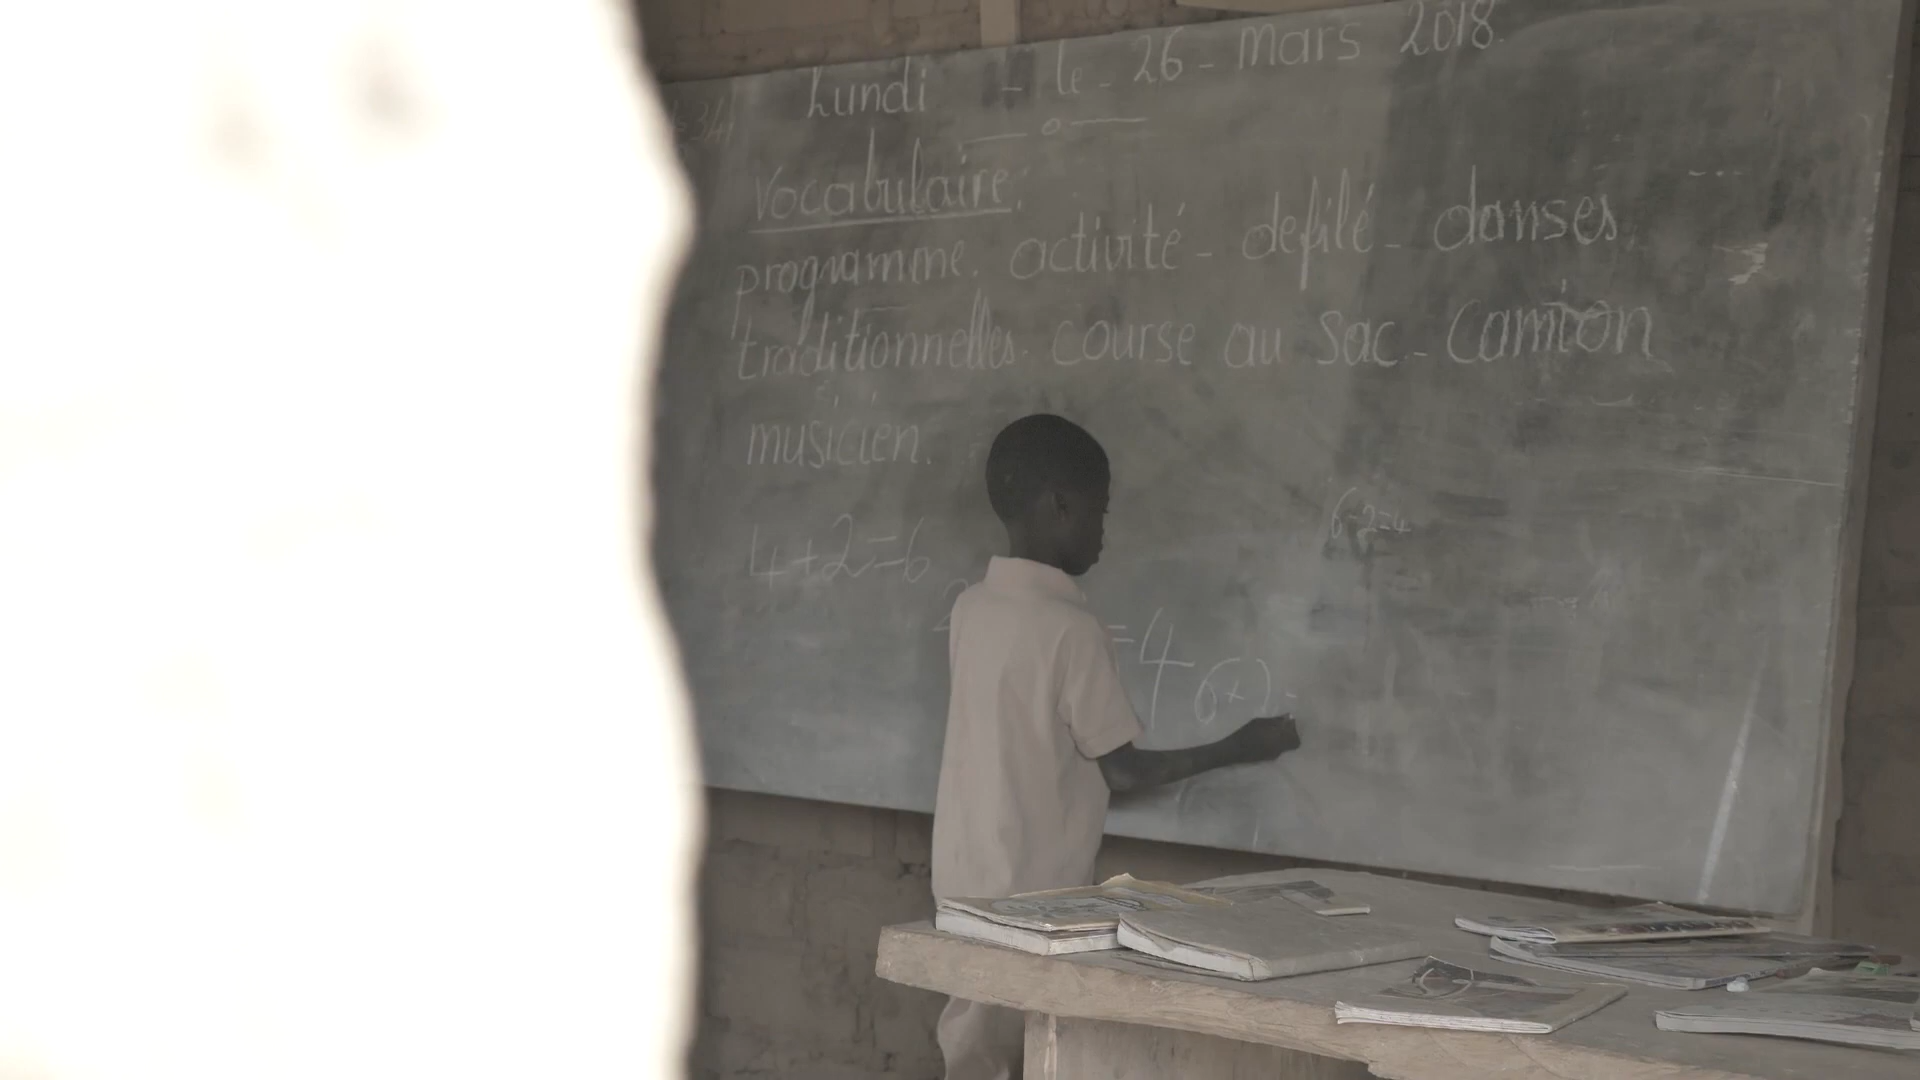 Lundi - le - 26 - mars 2018.
Vocabulaire:
programme. activité - defilé - danses
traditionnelles. course au sac - Camion
musicien.
4+2=6
6-2=4
=4